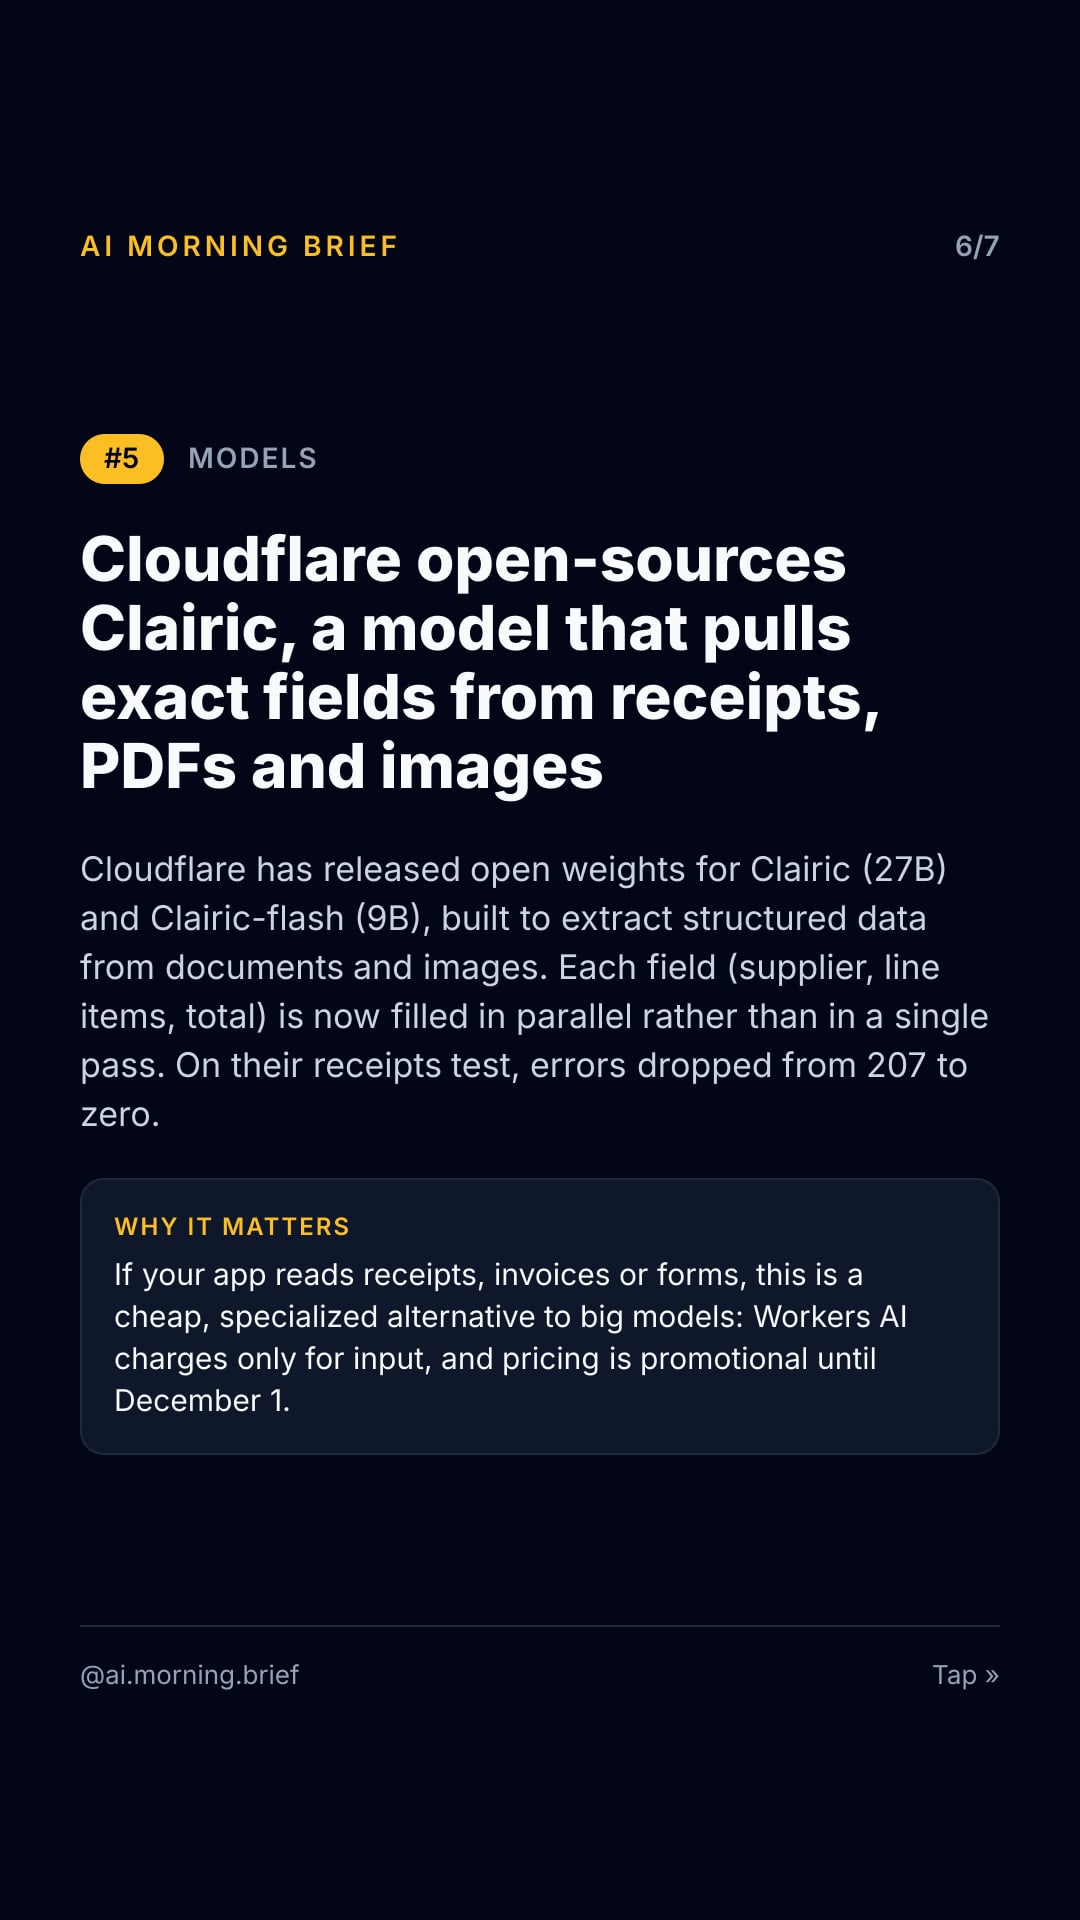 AI MORNING BRIEF
6/7
#5 MODELS
Cloudflare open-sources
Clairic, a model that pulls
exact fields from receipts,
PDFs and images
Cloudflare has released open weights for Clairic (27B)
and Clairic-flash (9B), built to extract structured data
from documents and images. Each field (supplier, line
items, total) is now filled in parallel rather than in a single
pass. On their receipts test, errors dropped from 207 to
zero.
WHY IT MATTERS
If your app reads receipts, invoices or forms, this is a
cheap, specialized alternative to big models: Workers AI
charges only for input, and pricing is promotional until
December 1.
@ai.morning.brief
Tap »